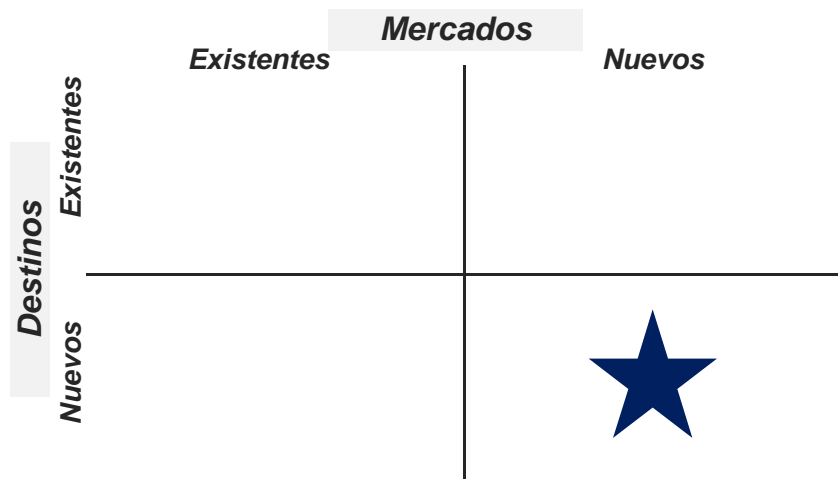 Mercados
Existentes
Nuevos
Destinos
Existentes
Nuevos